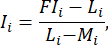 I_i = \frac{FI_i - L_i}{L_i - M_i},